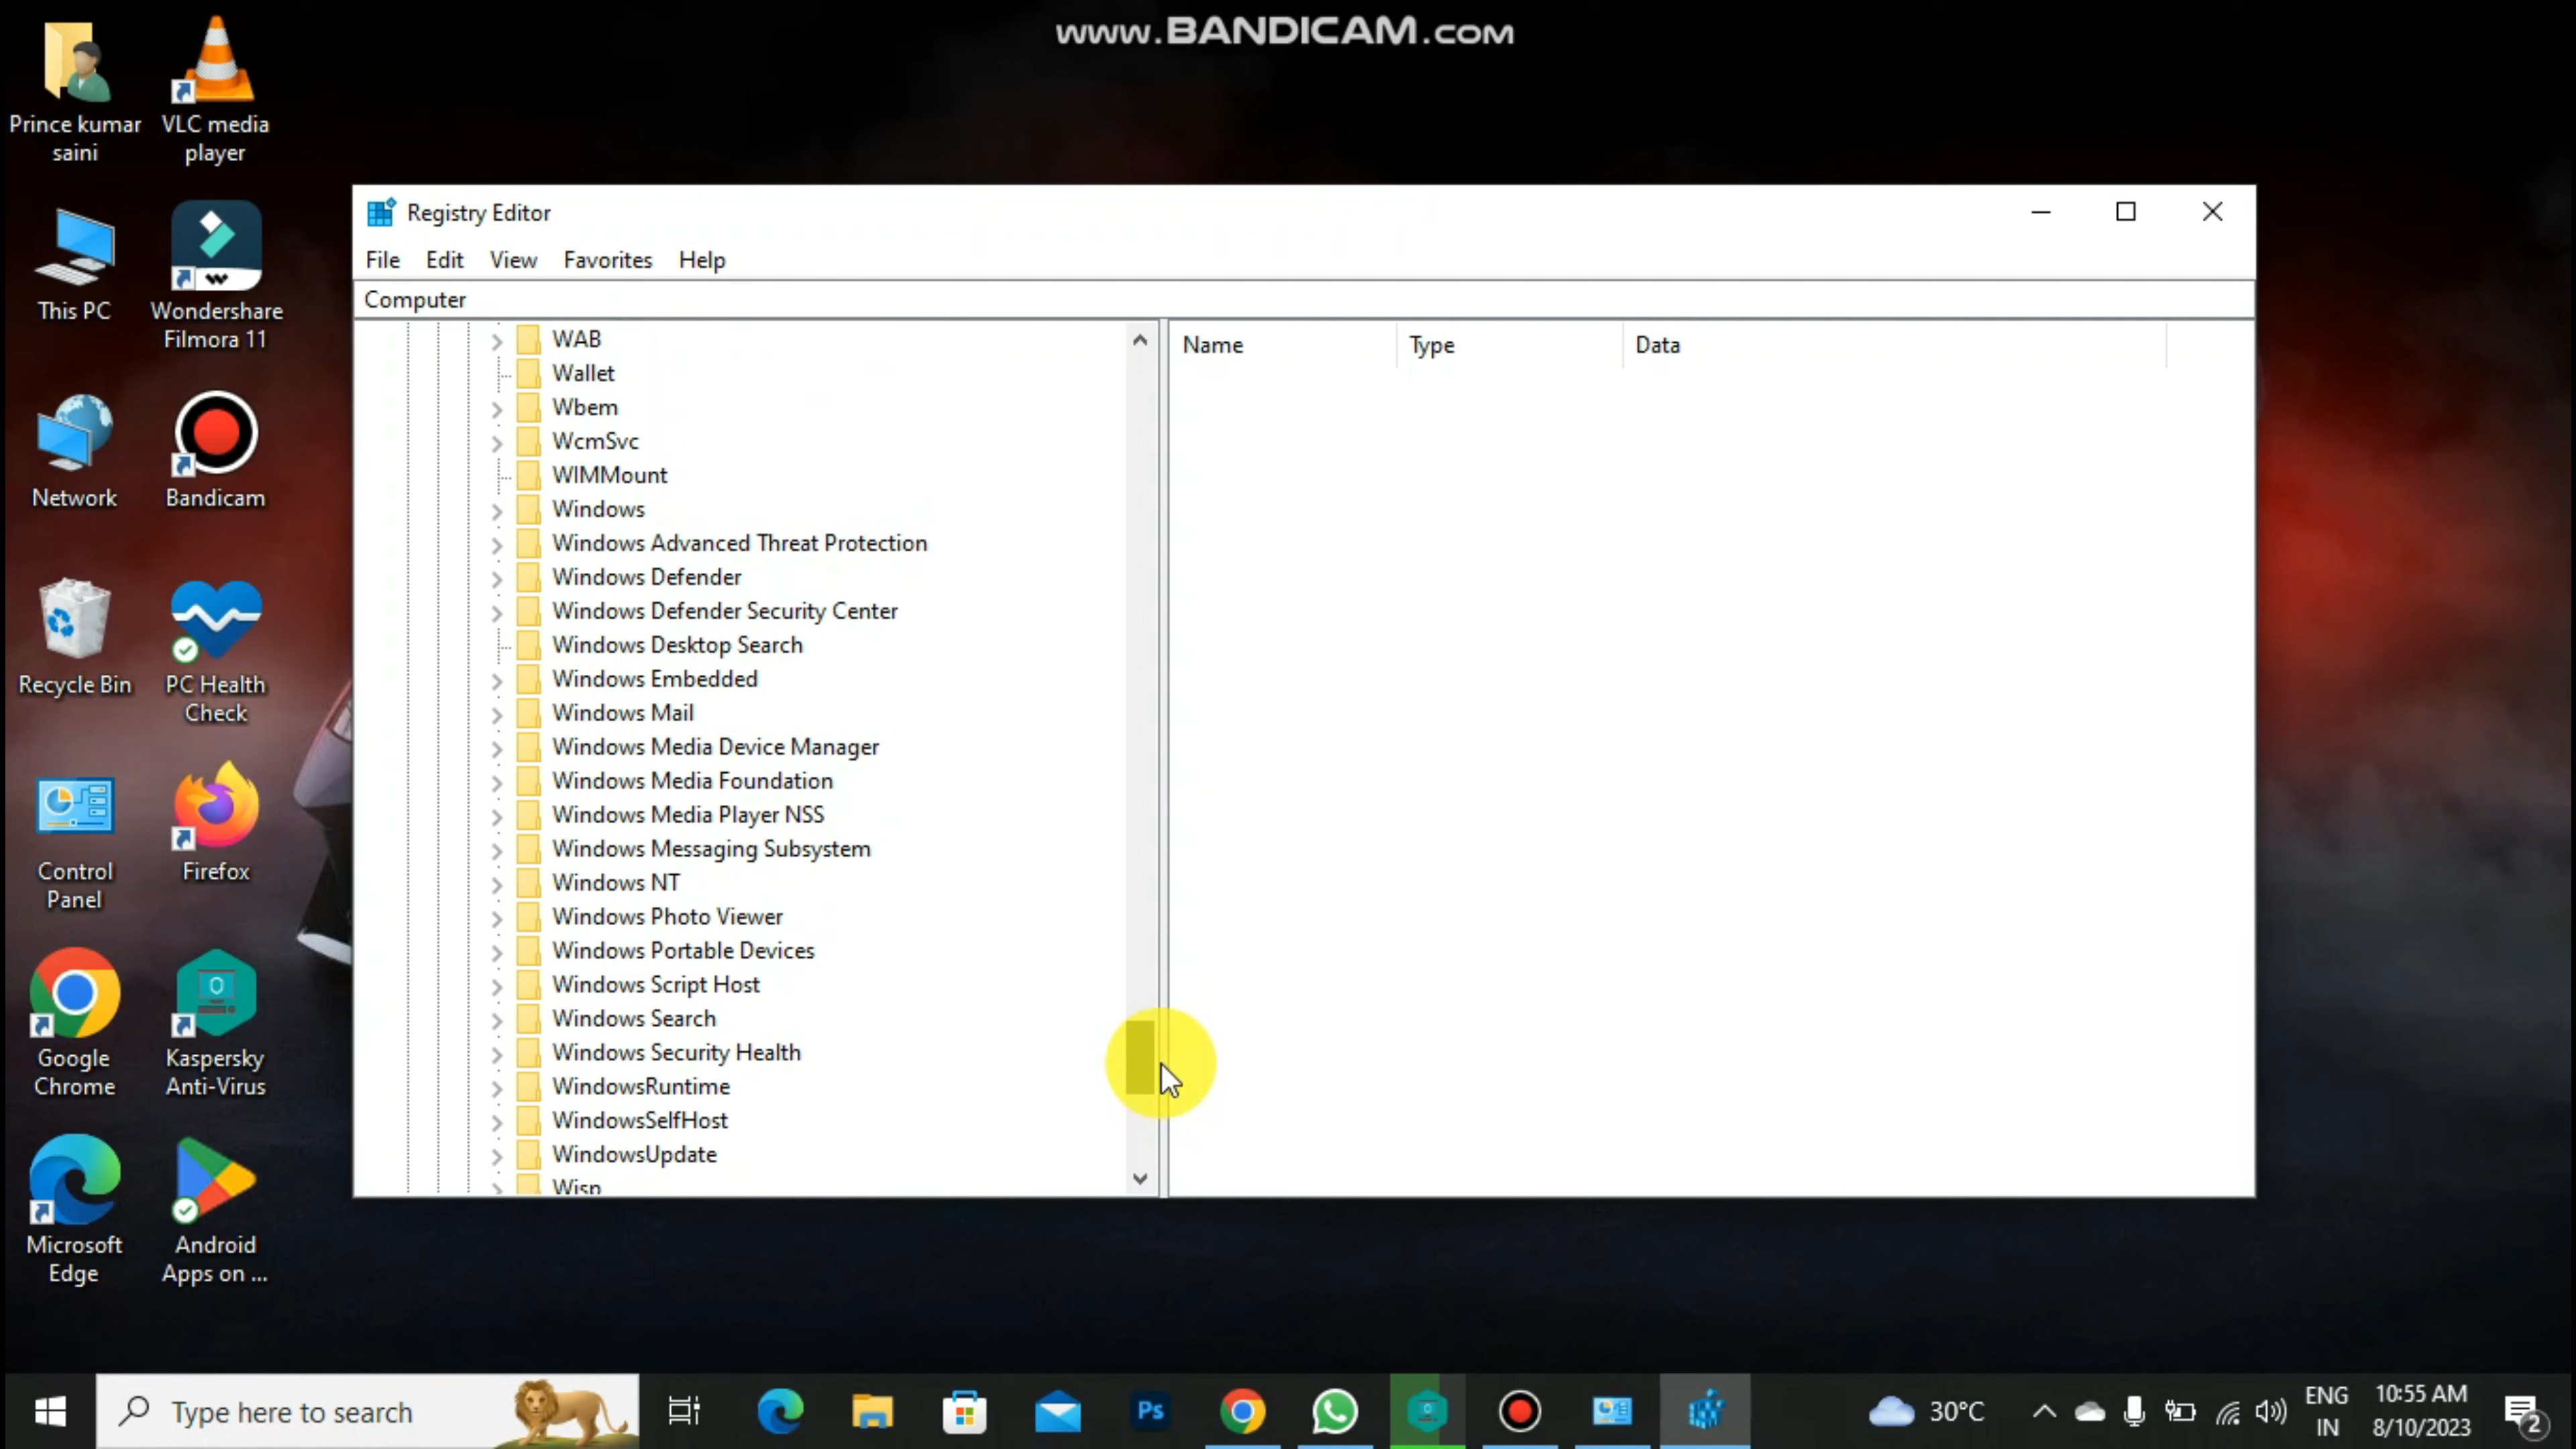 www.BANDICAM.com
Prince kumar
saini
VLC media
player
This PC
Wondershare
Filmora 11
Network
Bandicam
Recycle Bin
PC Health
Check
Control
Panel
Firefox
Google
Chrome
Kaspersky
Anti-Virus
Microsoft
Edge
Android
Apps on ...
Registry Editor
File Edit View Favorites Help
Computer
WAB
Wallet
Wbem
WcmSvc
WIMMount
Windows
Windows Advanced Threat Protection
Windows Defender
Windows Defender Security Center
Windows Desktop Search
Windows Embedded
Windows Mail
Windows Media Device Manager
Windows Media Foundation
Windows Media Player NSS
Windows Messaging Subsystem
Windows NT
Windows Photo Viewer
Windows Portable Devices
Windows Script Host
Windows Search
Windows Security Health
WindowsRuntime
WindowsSelfHost
WindowsUpdate
Wisp
Name Type Data
Type here to search
Ps
30°C
ENG
IN
10:55 AM
8/10/2023
2